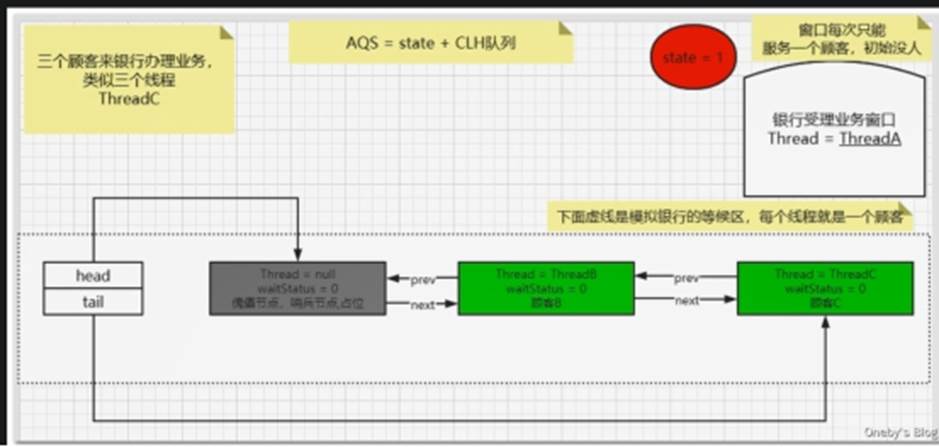 三个顾客来银行办理业务，
类似三个线程
ThreadC
AQS = state + CLH队列
state = 1
窗口每次只能
服务一个顾客，初始没人
银行受理业务窗口
Thread = ThreadA
下面虚线是模拟银行的等候区，每个线程就是一个顾客
head
tail
Thread = null
waitStatus = 0
傀儡节点，哨兵节点,占位
prev
next
Thread = ThreadB
waitStatus = 0
顾客B
prev
next
Thread = ThreadC
waitStatus = 0
顾客C
Oneby's Blog